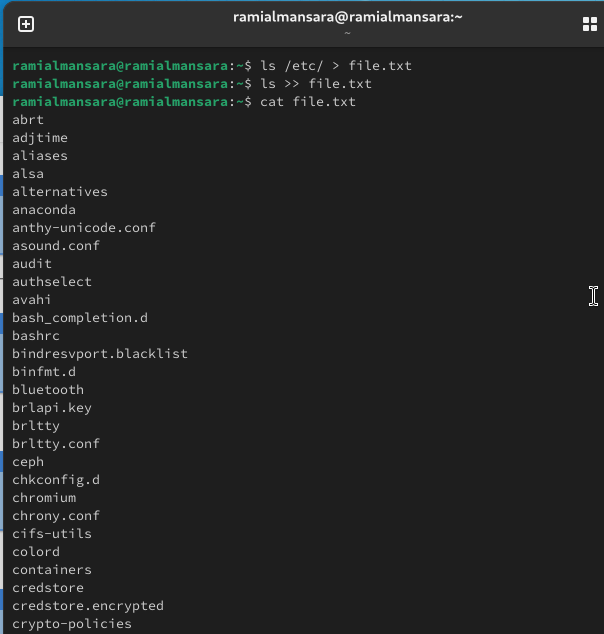 ramialmansara@ramialmansara:~
~
ramialmansara@ramialmansara:~$ ls /etc/ > file.txt
ramialmansara@ramialmansara:~$ ls >> file.txt
ramialmansara@ramialmansara:~$ cat file.txt
abrt
adjtime
aliases
alsa
alternatives
anaconda
anthy-unicode.conf
asound.conf
audit
authselect
avahi
bash_completion.d
bashrc
bindresvport.blacklist
binfmt.d
bluetooth
brlapi.key
brltty
brltty.conf
ceph
chkconfig.d
chromium
chrony.conf
cifs-utils
colord
containers
credstore
credstore.encrypted
crypto-policies